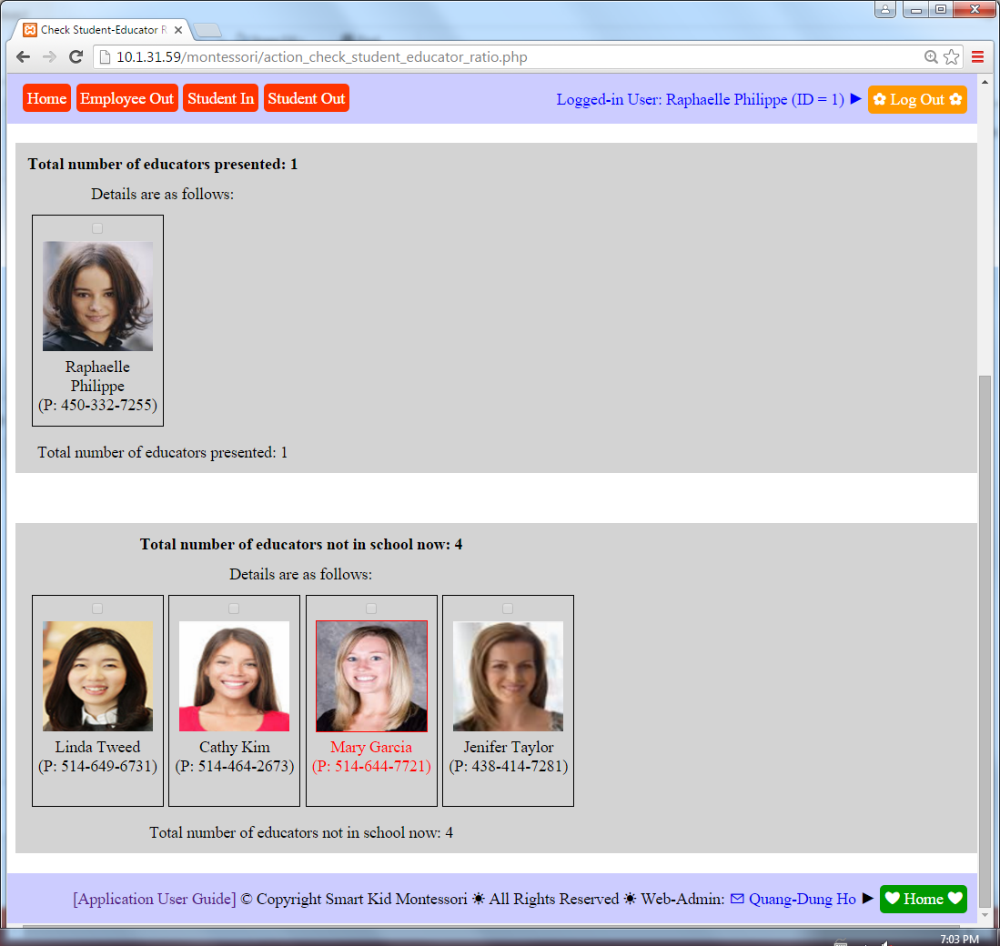 Check Student-Educator R
10.1.31.59/montessori/action_check_student_educator_ratio.php
Home Employee Out Student In Student Out Logged-in User: Raphaelle Philippe (ID = 1) ► ✿ Log Out ✿
Total number of educators presented: 1
Details are as follows:
Raphaelle
Philippe
(P: 450-332-7255)
Total number of educators presented: 1
Total number of educators not in school now: 4
Details are as follows:
Linda Tweed
(P: 514-649-6731)
Cathy Kim
(P: 514-464-2673)
Mary Garcia
(P: 514-644-7721)
Jenifer Taylor
(P: 438-414-7281)
Total number of educators not in school now: 4
[Application User Guide] © Copyright Smart Kid Montessori ☀ All Rights Reserved ☀ Web-Admin: ✉ Quang-Dung Ho ► ♥ Home ♥
7:03 PM